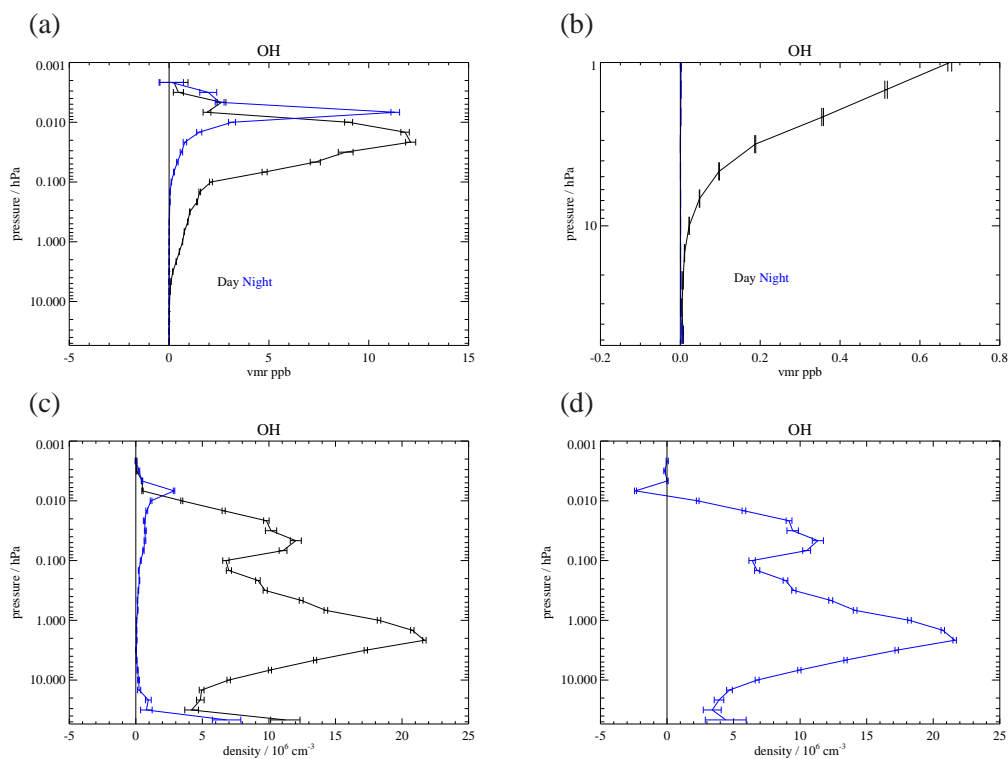 (a)
OH
0.001
0.010
0.100
1.000
10.000
pressure / hPa
Day Night
-5 0 5 10 15
vmr ppb
(b)
OH
1
10
pressure / hPa
Day Night
-0.2 0.0 0.2 0.4 0.6 0.8
vmr ppb
(c)
OH
0.001
0.010
0.100
1.000
10.000
pressure / hPa
-5 0 5 10 15 20 25
density / 10⁶ cm⁻³
(d)
OH
0.001
0.010
0.100
1.000
10.000
pressure / hPa
-5 0 5 10 15 20 25
density / 10⁶ cm⁻³